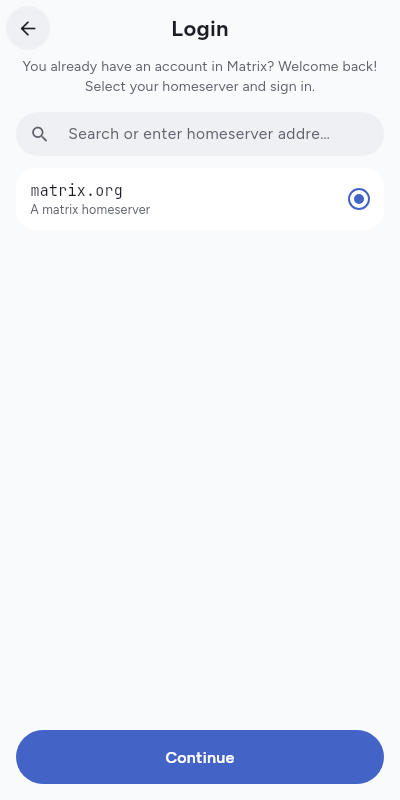 Login
You already have an account in Matrix? Welcome back!
Select your homeserver and sign in.
Search or enter homeserver addre...
matrix.org
A matrix homeserver
Continue